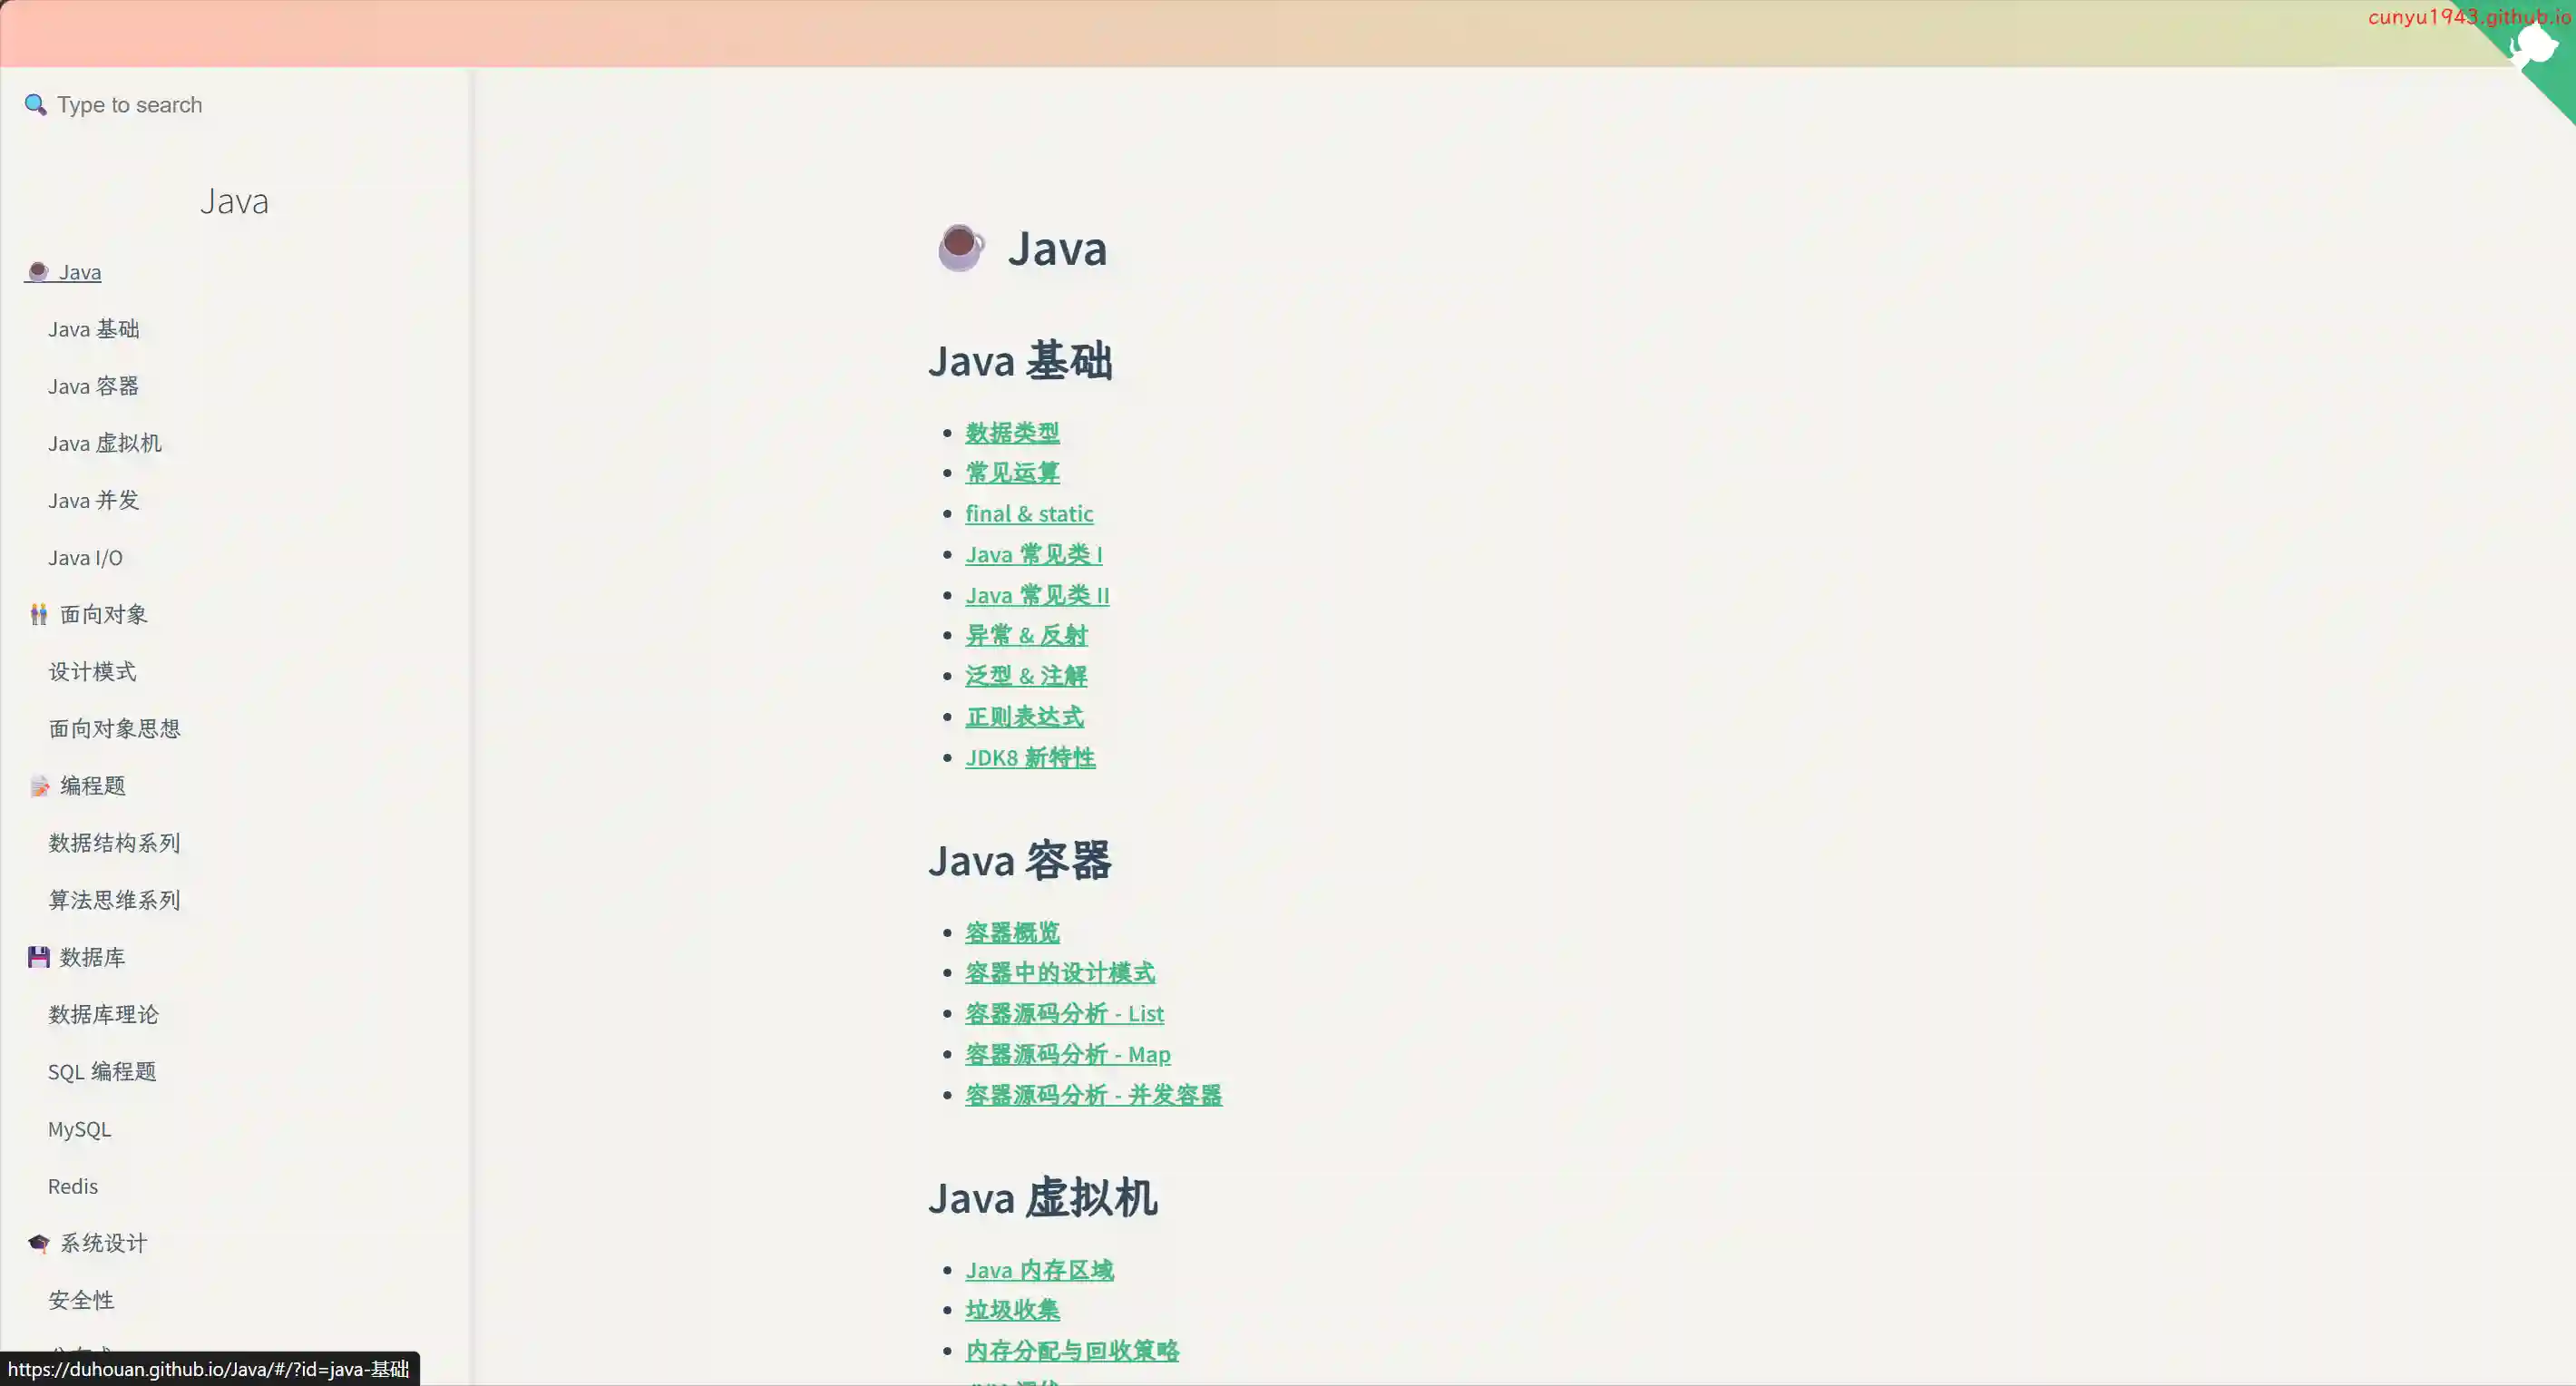 cunyu1943.github.io
Type to search
Java
Java
Java 基础
Java 容器
Java 虚拟机
Java 并发
Java I/O
面向对象
设计模式
面向对象思想
编程题
数据结构系列
算法思维系列
数据库
数据库理论
SQL 编程题
MySQL
Redis
系统设计
安全性
https://duhouan.github.io/Java/#/?id=java-基础
Java
Java 基础
数据类型
常见运算
final & static
Java 常见类 I
Java 常见类 II
异常 & 反射
泛型 & 注解
正则表达式
JDK8 新特性
Java 容器
容器概览
容器中的设计模式
容器源码分析 - List
容器源码分析 - Map
容器源码分析 - 并发容器
Java 虚拟机
Java 内存区域
垃圾收集
内存分配与回收策略